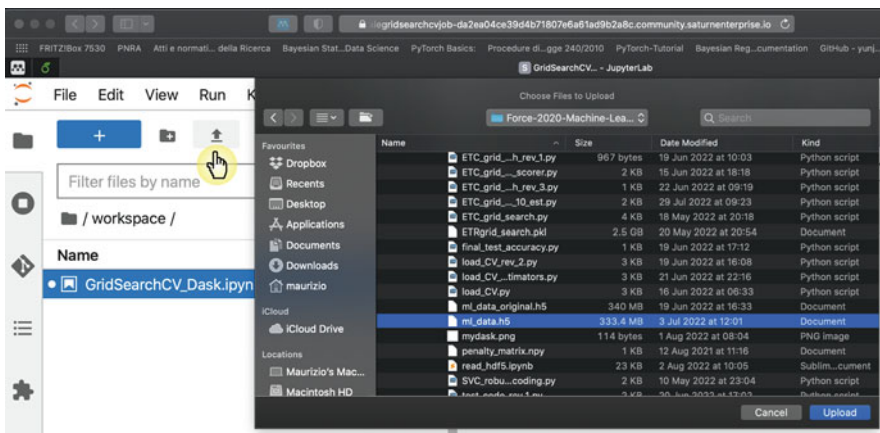 legridsearchcvjob-da2ea04ce39d4b71807e6a61ad9b2a8c.community.saturnenterprise.io
FRITZ!Box 7530 PNRA Atti e normati... della Ricerca Bayesian Stat...Data Science PyTorch Basics: Procedure di...gge 240/2010 PyTorch-Tutorial Bayesian Reg...cumentation GitHub - yunj...
GridSearchCV... - JupyterLab
File Edit View Run K
Filter files by name
/ workspace /
Name
GridSearchCV_Dask.ipyn
Choose Files to Upload
Force-2020-Machine-Lea...
Search
Favourites
Dropbox
Recents
Desktop
Applications
Documents
Downloads
maurizio
iCloud
iCloud Drive
Locations
Maurizio's Mac...
Macintosh HD
Name Size Date Modified Kind
ETC_grid_...h_rev_1.py 967 bytes 19 Jun 2022 at 10:03 Python script
ETC_grid_..._scorer.py 2 KB 15 Jun 2022 at 18:18 Python script
ETC_grid_...h_rev_3.py 1 KB 22 Jun 2022 at 09:19 Python script
ETC_grid_..._10_est.py 2 KB 29 Jul 2022 at 09:23 Python script
ETC_grid_search.py 4 KB 18 May 2022 at 20:18 Python script
ETRgrid_search.pkl 2.5 GB 20 May 2022 at 20:54 Document
final_test_accuracy.py 1 KB 19 Jun 2022 at 17:12 Python script
load_CV_rev_2.py 3 KB 19 Jun 2022 at 16:08 Python script
load_CV_...timators.py 3 KB 21 Jun 2022 at 22:16 Python script
load_CV.py 3 KB 16 Jun 2022 at 06:33 Python script
ml_data_original.h5 340 MB 19 Jun 2022 at 16:33 Document
ml_data.h5 333.4 MB 3 Jul 2022 at 12:01 Document
mydask.png 114 bytes 1 Aug 2022 at 08:04 PNG image
penalty_matrix.npy 1 KB 12 Aug 2021 at 11:16 Document
read_hdf5.ipynb 23 KB 2 Aug 2022 at 10:05 Sublim...cument
SVC_robu...coding.py 2 KB 10 May 2022 at 23:04 Python script
Cancel Upload